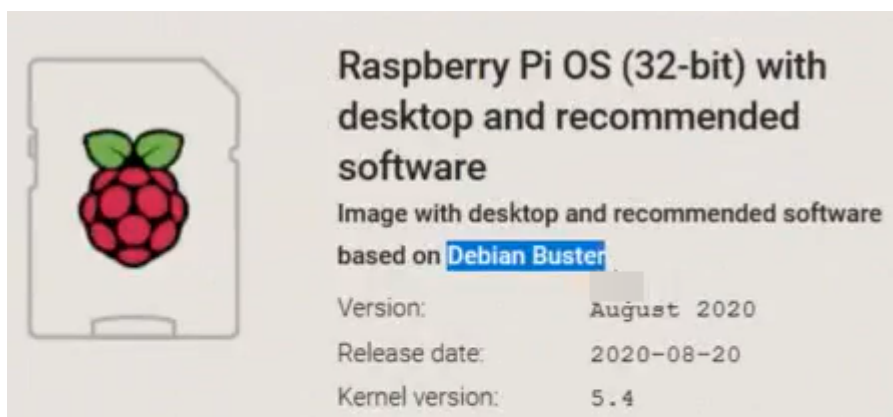 Raspberry Pi OS (32-bit) with
desktop and recommended
software
Image with desktop and recommended software
based on Debian Buster
Version: August 2020
Release date: 2020-08-20
Kernel version: 5.4